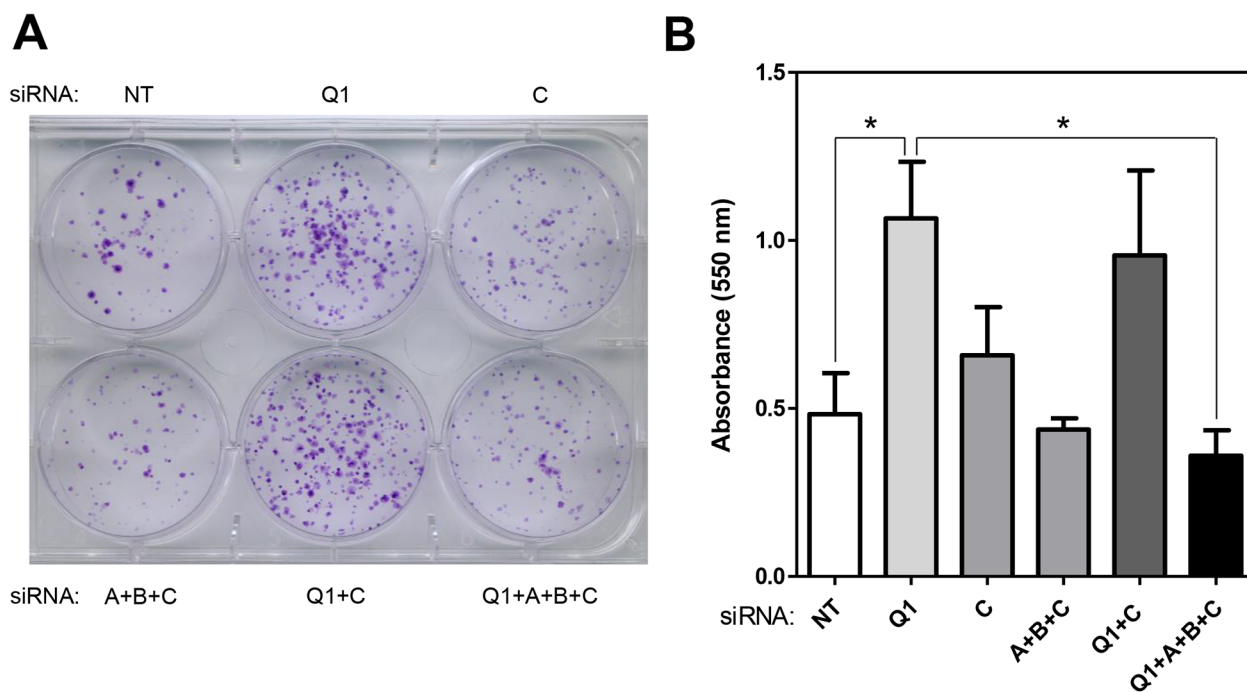 A
siRNA: NT Q1 C
siRNA: A+B+C Q1+C Q1+A+B+C
B
1.5
* *
1.0
0.5
0.0
Absorbance (550 nm)
siRNA: NT Q1 C A+B+C Q1+C Q1+A+B+C